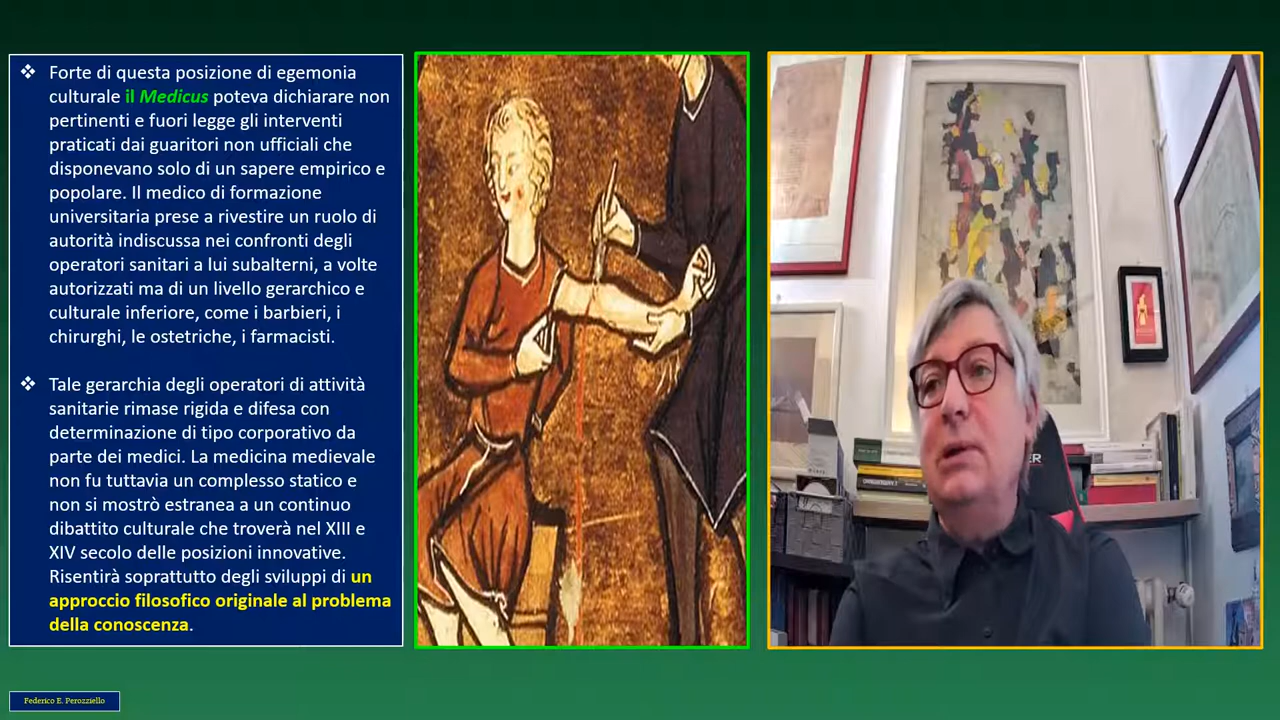 ❖ Forte di questa posizione di egemonia
culturale il Medicus poteva dichiarare non
pertinenti e fuori legge gli interventi
praticati dai guaritori non ufficiali che
disponevano solo di un sapere empirico e
popolare. Il medico di formazione
universitaria prese a rivestire un ruolo di
autorità indiscussa nei confronti degli
operatori sanitari a lui subalterni, a volte
autorizzati ma di un livello gerarchico e
culturale inferiore, come i barbieri, i
chirurghi, le ostetriche, i farmacisti.
❖ Tale gerarchia degli operatori di attività
sanitarie rimase rigida e difesa con
determinazione di tipo corporativo da
parte dei medici. La medicina medievale
non fu tuttavia un complesso statico e
non si mostrò estranea a un continuo
dibattito culturale che troverà nel XIII e
XIV secolo delle posizioni innovative.
Risentirà soprattutto degli sviluppi di un
approccio filosofico originale al problema
della conoscenza.
ER
Federico E. Perozziello